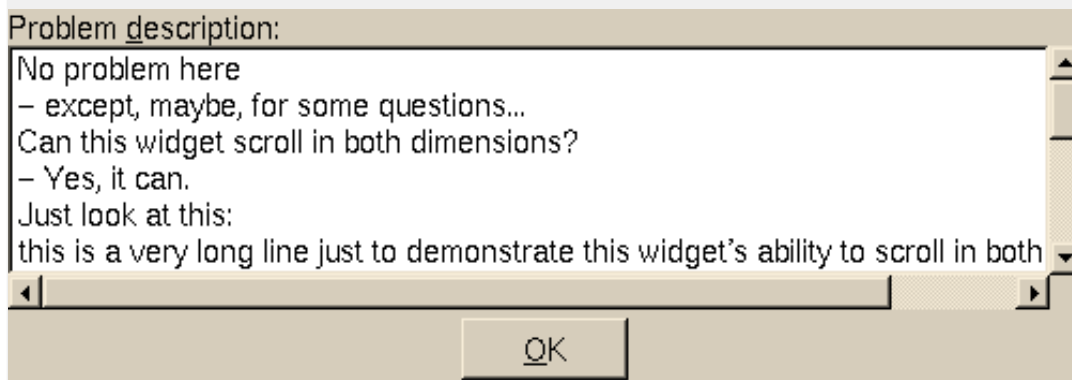 Problem description:
No problem here
– except, maybe, for some questions...
Can this widget scroll in both dimensions?
– Yes, it can.
Just look at this:
this is a very long line just to demonstrate this widget's ability to scroll in both
OK